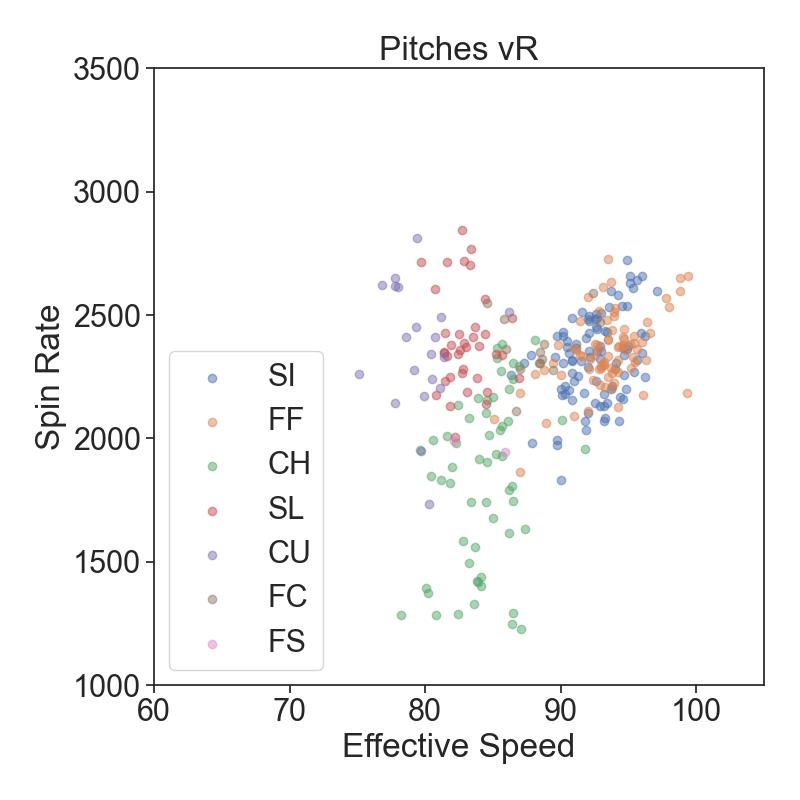 Pitches vR
3500
3000
2500
2000
1500
1000
Spin Rate
SI
FF
CH
SL
CU
FC
FS
60
70
80
90
100
Effective Speed